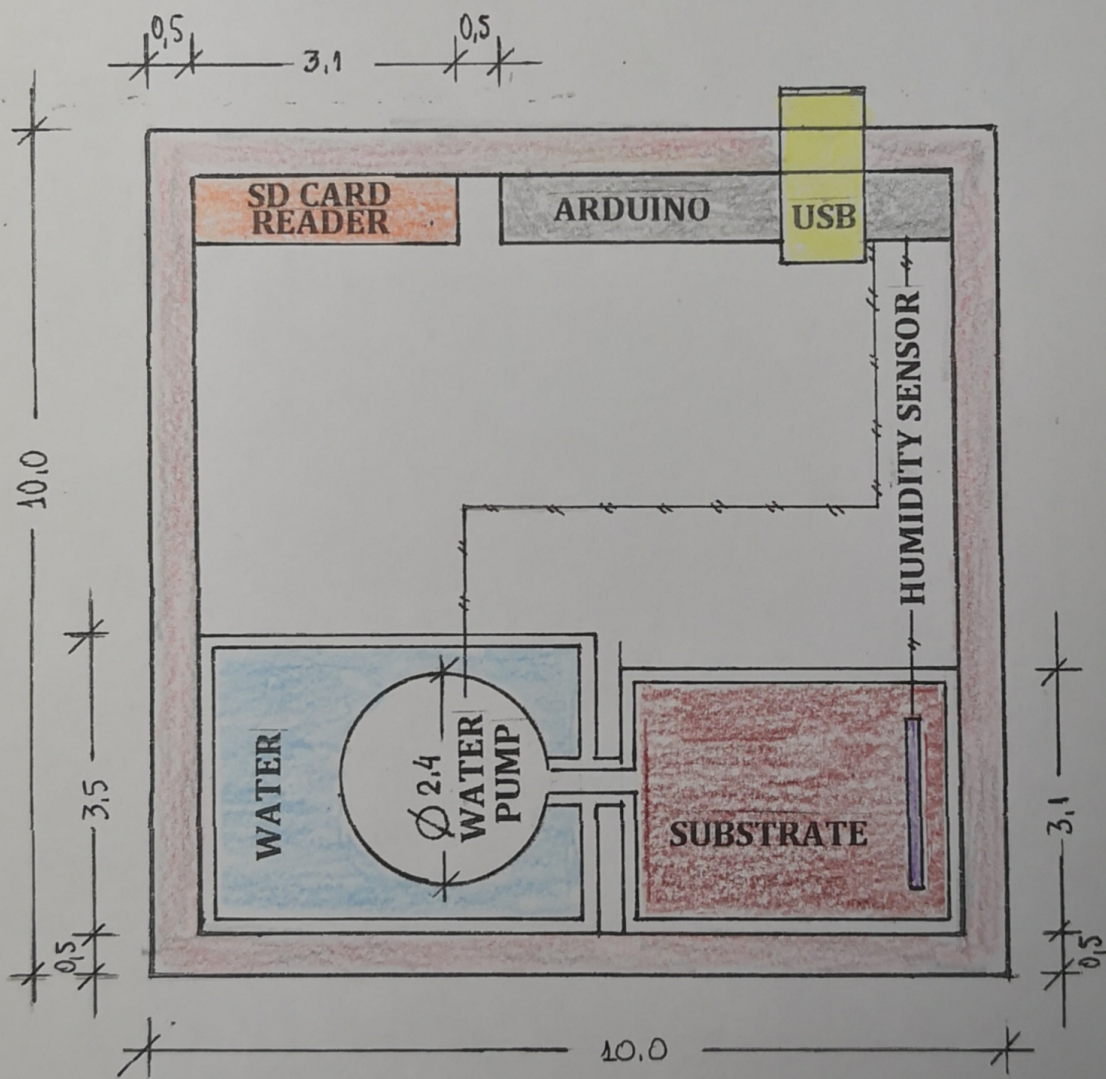 0,5
3,1
0,5
SD CARD
READER
ARDUINO
USB
HUMIDITY SENSOR
10.0
3,5
0,5
WATER
Ø 2.4
WATER
PUMP
SUBSTRATE
3,1
0,5
10.0